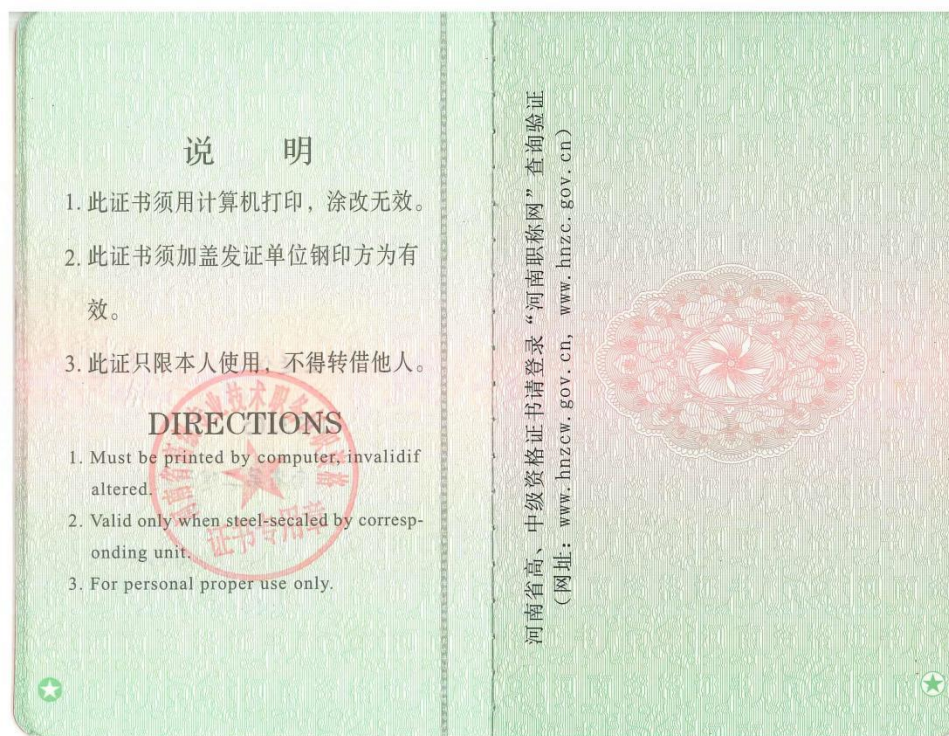 说 明
1. 此证书须用计算机打印，涂改无效。
2. 此证书须加盖发证单位钢印方为有
效。
3. 此证只限本人使用，不得转借他人。
DIRECTIONS
1. Must be printed by computer, invalidif
altered.
2. Valid only when steel-secaled by corresp-
onding unit.
3. For personal proper use only.
证书专用章
河南省高、中级资格证书请登录“河南职称网”查询验证
(网址: www.hnzcw.gov.cn, www.hnzc.gov.cn)